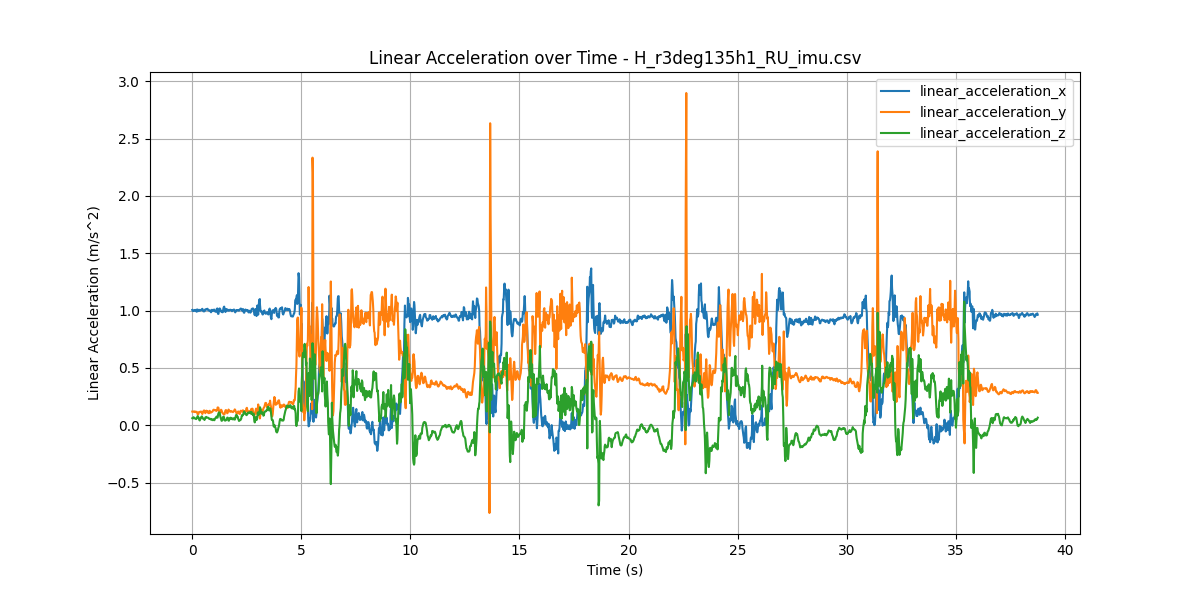 Linear Acceleration over Time - H_r3deg135h1_RU_imu.csv
linear_acceleration_x
linear_acceleration_y
linear_acceleration_z
Linear Acceleration (m/s^2)
3.0
2.5
2.0
1.5
1.0
0.5
0.0
−0.5
0 5 10 15 20 25 30 35 40
Time (s)